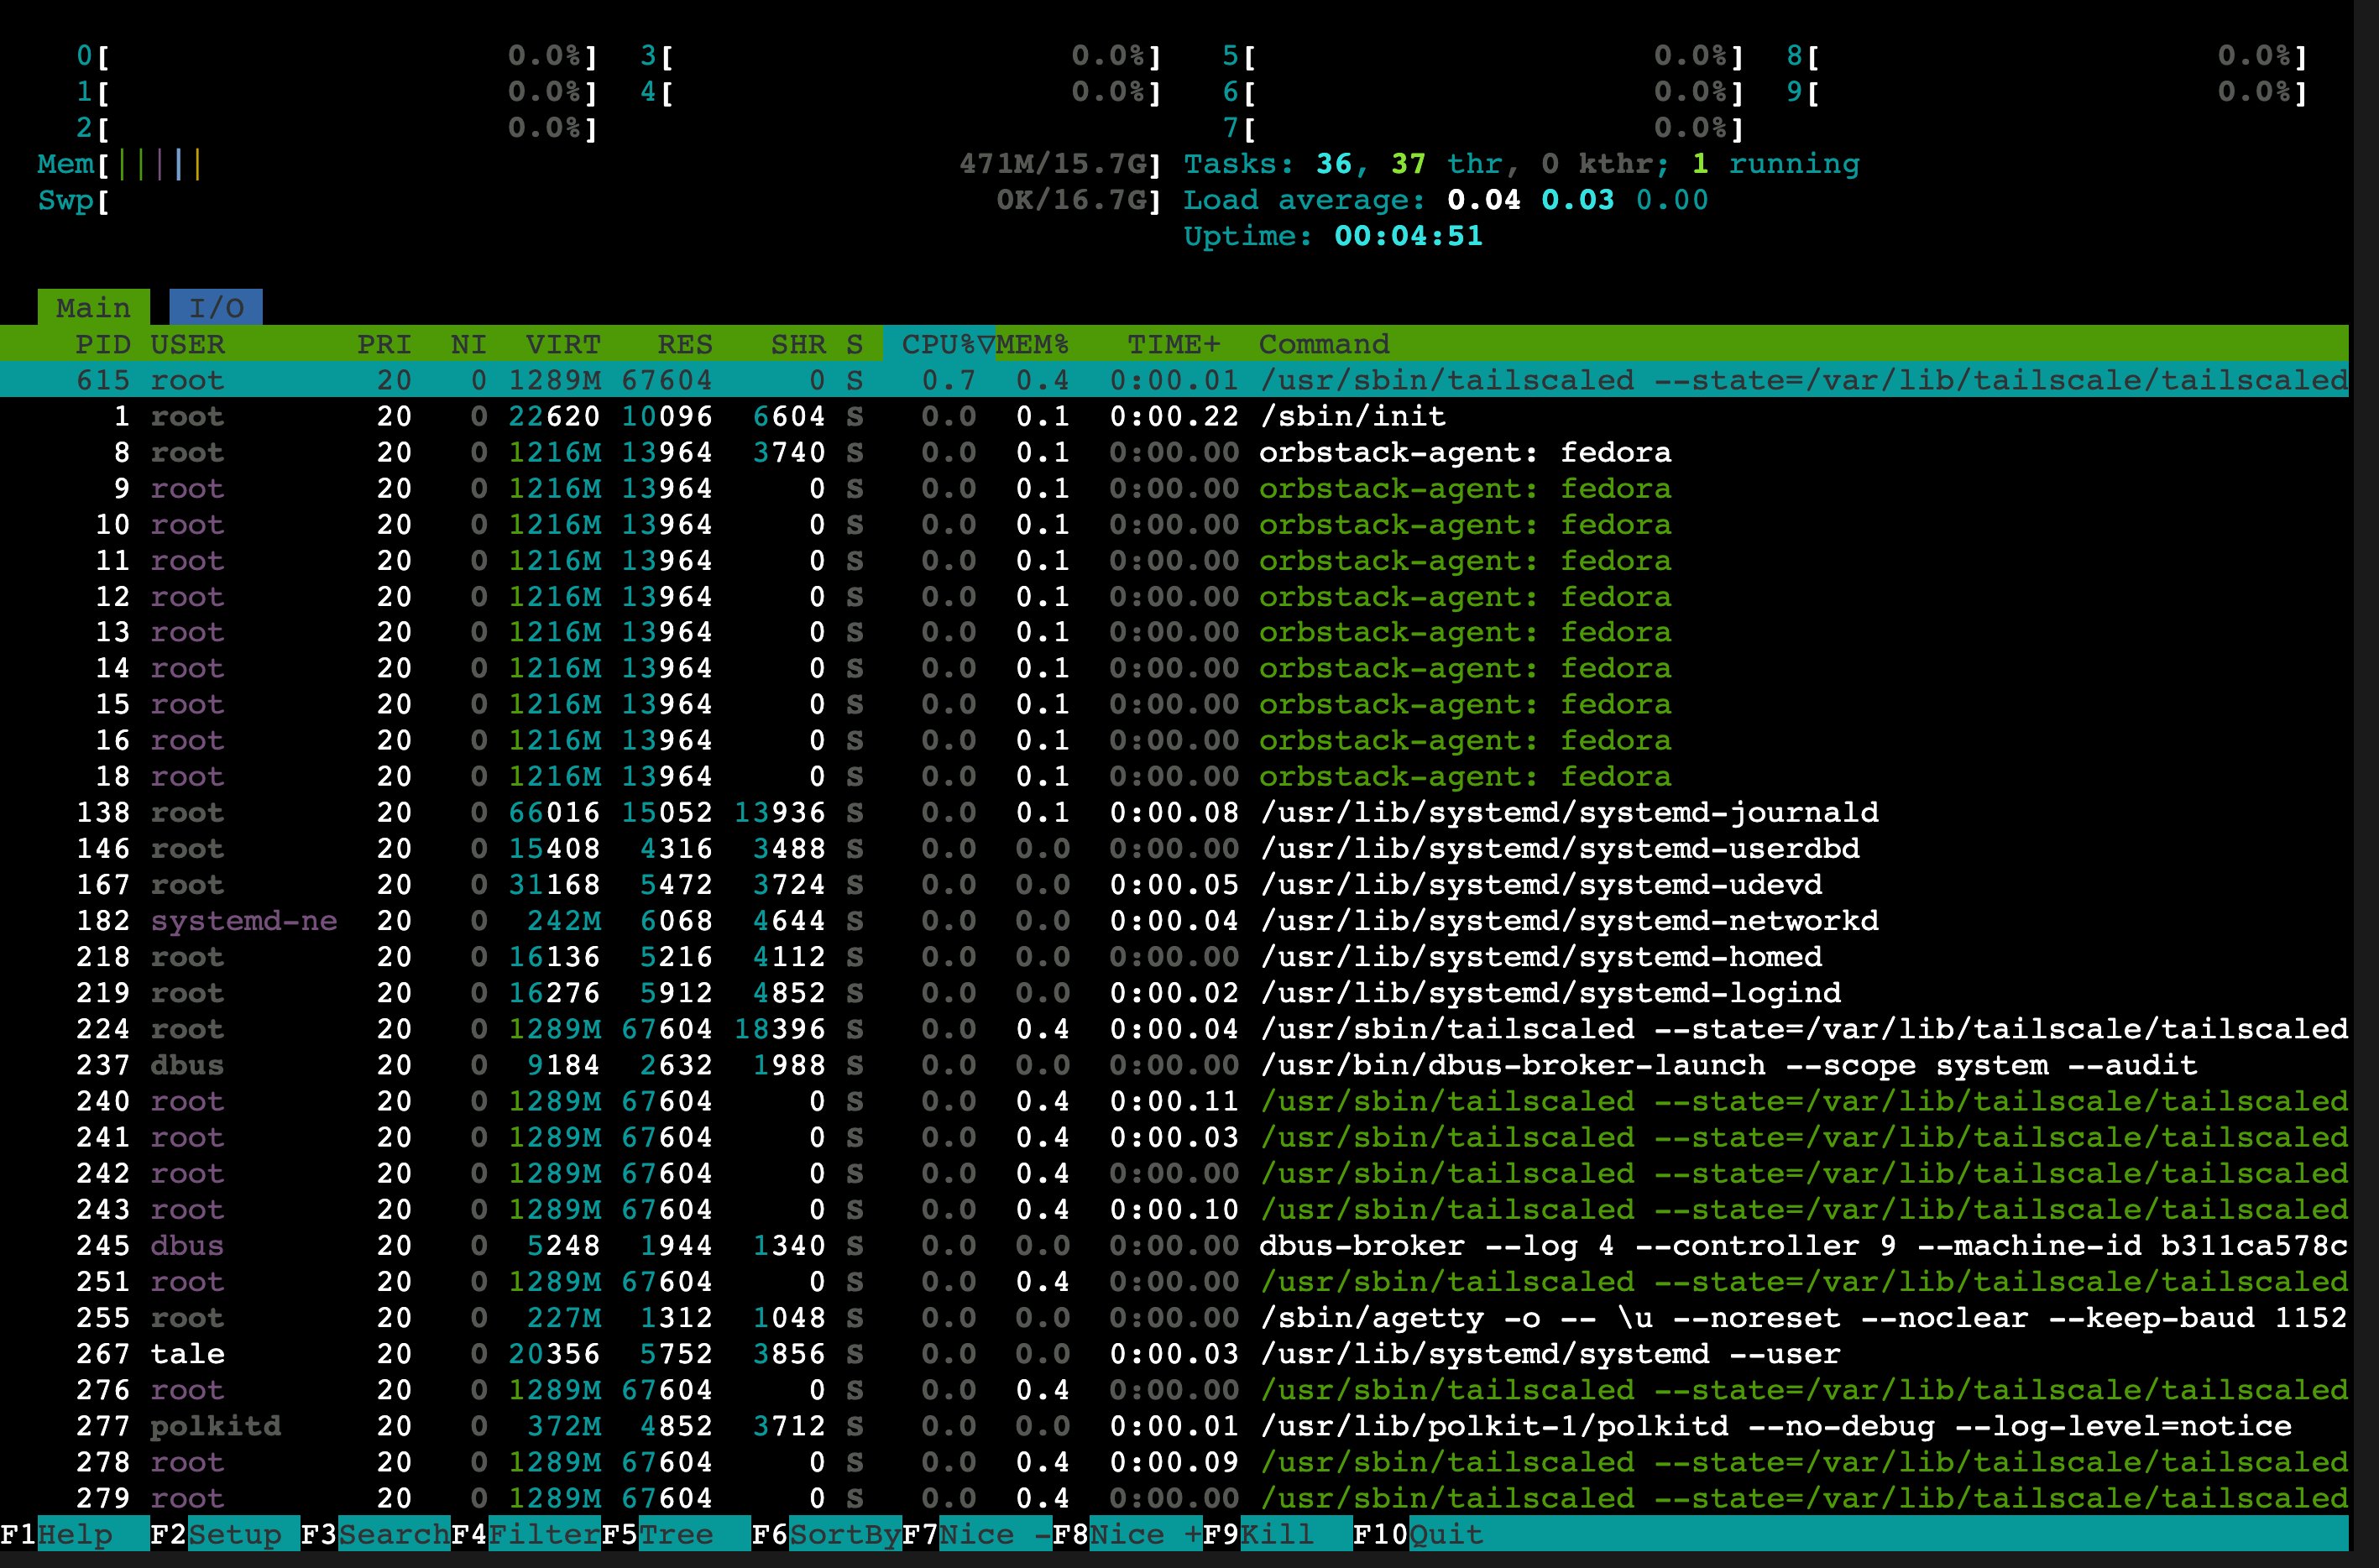 0[ 0.0%] 3[ 0.0%] 5[ 0.0%] 8[ 0.0%]
1[ 0.0%] 4[ 0.0%] 6[ 0.0%] 9[ 0.0%]
2[ 0.0%] 7[ 0.0%]
Mem[||||| 471M/15.7G] Tasks: 36, 37 thr, 0 kthr; 1 running
Swp[ 0K/16.7G] Load average: 0.04 0.03 0.00
Uptime: 00:04:51
Main I/O
PID USER PRI NI VIRT RES SHR S CPU%▽MEM% TIME+ Command
615 root 20 0 1289M 67604 0 S 0.7 0.4 0:00.01 /usr/sbin/tailscaled --state=/var/lib/tailscale/tailscaled
1 root 20 0 22620 10096 6604 S 0.0 0.1 0:00.22 /sbin/init
8 root 20 0 1216M 13964 3740 S 0.0 0.1 0:00.00 orbstack-agent: fedora
9 root 20 0 1216M 13964 0 S 0.0 0.1 0:00.00 orbstack-agent: fedora
10 root 20 0 1216M 13964 0 S 0.0 0.1 0:00.00 orbstack-agent: fedora
11 root 20 0 1216M 13964 0 S 0.0 0.1 0:00.00 orbstack-agent: fedora
12 root 20 0 1216M 13964 0 S 0.0 0.1 0:00.00 orbstack-agent: fedora
13 root 20 0 1216M 13964 0 S 0.0 0.1 0:00.00 orbstack-agent: fedora
14 root 20 0 1216M 13964 0 S 0.0 0.1 0:00.00 orbstack-agent: fedora
15 root 20 0 1216M 13964 0 S 0.0 0.1 0:00.00 orbstack-agent: fedora
16 root 20 0 1216M 13964 0 S 0.0 0.1 0:00.00 orbstack-agent: fedora
18 root 20 0 1216M 13964 0 S 0.0 0.1 0:00.00 orbstack-agent: fedora
138 root 20 0 66016 15052 13936 S 0.0 0.1 0:00.08 /usr/lib/systemd/systemd-journald
146 root 20 0 15408 4316 3488 S 0.0 0.0 0:00.00 /usr/lib/systemd/systemd-userdbd
167 root 20 0 31168 5472 3724 S 0.0 0.0 0:00.05 /usr/lib/systemd/systemd-udevd
182 systemd-ne 20 0 242M 6068 4644 S 0.0 0.0 0:00.04 /usr/lib/systemd/systemd-networkd
218 root 20 0 16136 5216 4112 S 0.0 0.0 0:00.00 /usr/lib/systemd/systemd-homed
219 root 20 0 16276 5912 4852 S 0.0 0.0 0:00.02 /usr/lib/systemd/systemd-logind
224 root 20 0 1289M 67604 18396 S 0.0 0.4 0:00.04 /usr/sbin/tailscaled --state=/var/lib/tailscale/tailscaled
237 dbus 20 0 9184 2632 1988 S 0.0 0.0 0:00.00 /usr/bin/dbus-broker-launch --scope system --audit
240 root 20 0 1289M 67604 0 S 0.0 0.4 0:00.11 /usr/sbin/tailscaled --state=/var/lib/tailscale/tailscaled
241 root 20 0 1289M 67604 0 S 0.0 0.4 0:00.03 /usr/sbin/tailscaled --state=/var/lib/tailscale/tailscaled
242 root 20 0 1289M 67604 0 S 0.0 0.4 0:00.00 /usr/sbin/tailscaled --state=/var/lib/tailscale/tailscaled
243 root 20 0 1289M 67604 0 S 0.0 0.4 0:00.10 /usr/sbin/tailscaled --state=/var/lib/tailscale/tailscaled
245 dbus 20 0 5248 1944 1340 S 0.0 0.0 0:00.00 dbus-broker --log 4 --controller 9 --machine-id b311ca578c
251 root 20 0 1289M 67604 0 S 0.0 0.4 0:00.00 /usr/sbin/tailscaled --state=/var/lib/tailscale/tailscaled
255 root 20 0 227M 1312 1048 S 0.0 0.0 0:00.00 /sbin/agetty -o -- \u --noreset --noclear --keep-baud 1152
267 tale 20 0 20356 5752 3856 S 0.0 0.0 0:00.03 /usr/lib/systemd/systemd --user
276 root 20 0 1289M 67604 0 S 0.0 0.4 0:00.00 /usr/sbin/tailscaled --state=/var/lib/tailscale/tailscaled
277 polkitd 20 0 372M 4852 3712 S 0.0 0.0 0:00.01 /usr/lib/polkit-1/polkitd --no-debug --log-level=notice
278 root 20 0 1289M 67604 0 S 0.0 0.4 0:00.09 /usr/sbin/tailscaled --state=/var/lib/tailscale/tailscaled
279 root 20 0 1289M 67604 0 S 0.0 0.4 0:00.00 /usr/sbin/tailscaled --state=/var/lib/tailscale/tailscaled
F1Help F2Setup F3SearchF4FilterF5Tree F6SortByF7Nice -F8Nice +F9Kill F10Quit